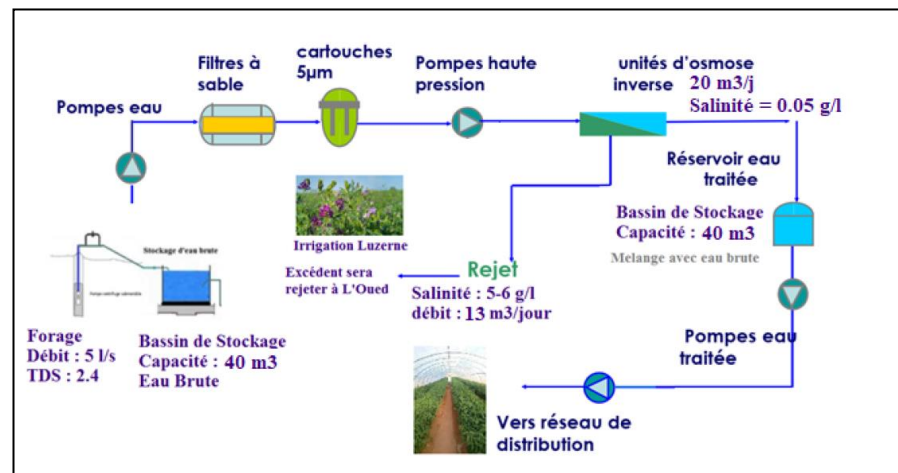 Pompes eau
Filtres à
sable
cartouches
5µm
Pompes haute
pression
unités d'osmose
inverse
20 m3/j
Salinité = 0.05 g/l
Réservoir eau
traitée
Bassin de Stockage
Capacité : 40 m3
Melange avec eau brute
Pompes eau
traitée
Vers réseau de
distribution
Rejet
Salinité : 5-6 g/l
débit : 13 m3/jour
Irrigation Luzerne
Excédent sera
rejeter à L'Oued
Stockage d'eau brute
Forage
Débit : 5 l/s
TDS : 2.4
Bassin de Stockage
Capacité : 40 m3
Eau Brute